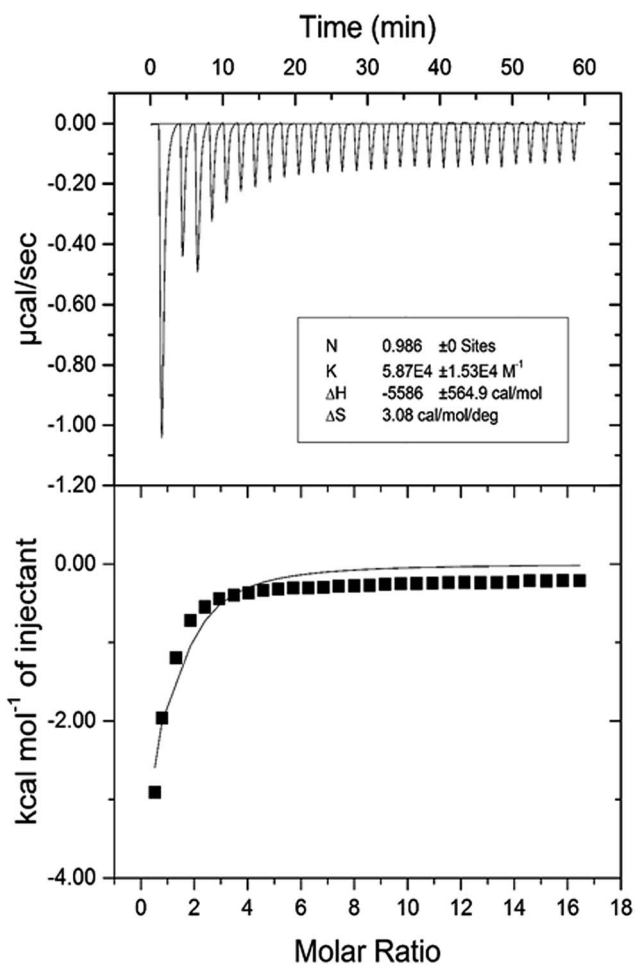 Time (min)
0 10 20 30 40 50 60
0.00
-0.20
-0.40
-0.60
-0.80
-1.00
-1.20
µcal/sec
N 0.986 ±0 Sites
K 5.87E4 ±1.53E4 M⁻¹
ΔH -5586 ±564.9 cal/mol
ΔS 3.08 cal/mol/deg
0.00
-2.00
-4.00
kcal mol⁻¹ of injectant
0 2 4 6 8 10 12 14 16 18
Molar Ratio